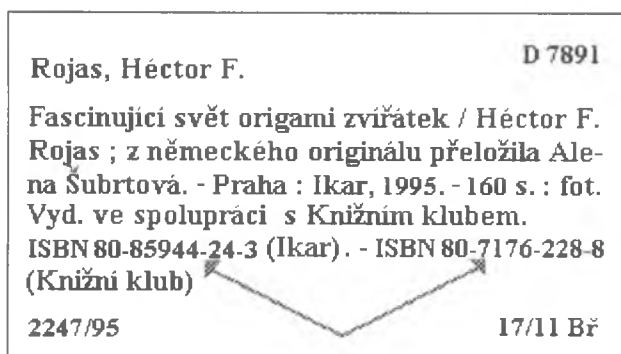 D 7891
Rojas, Héctor F.
Fascinující svět origami zvířátek / Héctor F.
Rojas ; z německého originálu přeložila Ale-
na Šubrtová. - Praha : Ikar, 1995. - 160 s. : fot.
Vyd. ve spolupráci s Knižním klubem.
ISBN 80-85944-24-3 (Ikar). - ISBN 80-7176-228-8
(Knižní klub)
2247/95 17/11 Bř